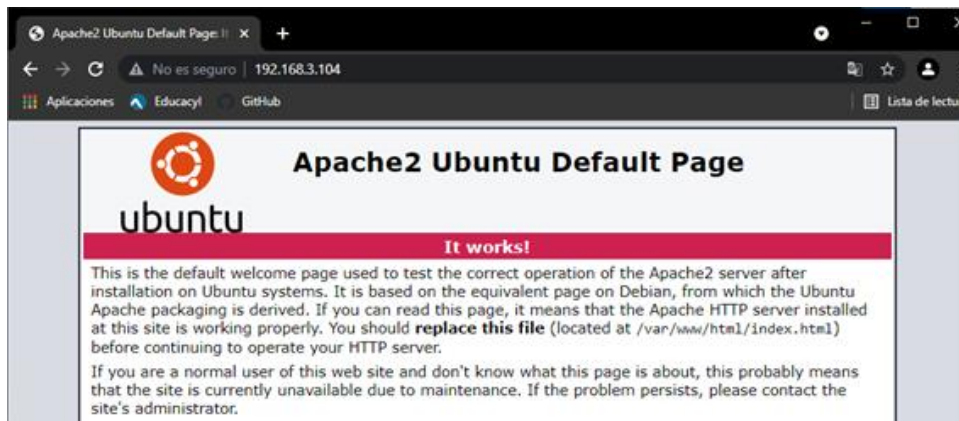 Apache2 Ubuntu Default Page: It
No es seguro | 192.168.3.104
Aplicaciones Educacyl GitHub Lista de lectu
ubuntu
Apache2 Ubuntu Default Page
It works!
This is the default welcome page used to test the correct operation of the Apache2 server after
installation on Ubuntu systems. It is based on the equivalent page on Debian, from which the Ubuntu
Apache packaging is derived. If you can read this page, it means that the Apache HTTP server installed
at this site is working properly. You should replace this file (located at /var/www/html/index.html)
before continuing to operate your HTTP server.
If you are a normal user of this web site and don't know what this page is about, this probably means
that the site is currently unavailable due to maintenance. If the problem persists, please contact the
site's administrator.